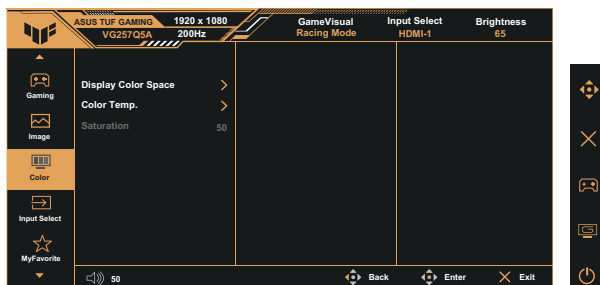 ASUS TUF GAMING 1920 x 1080 GameVisual Input Select Brightness
VG257Q5A 200Hz Racing Mode HDMI-1 65
Gaming
Display Color Space
Color Temp.
Saturation 50
Image
Color
Input Select
MyFavorite
50 Back Enter Exit